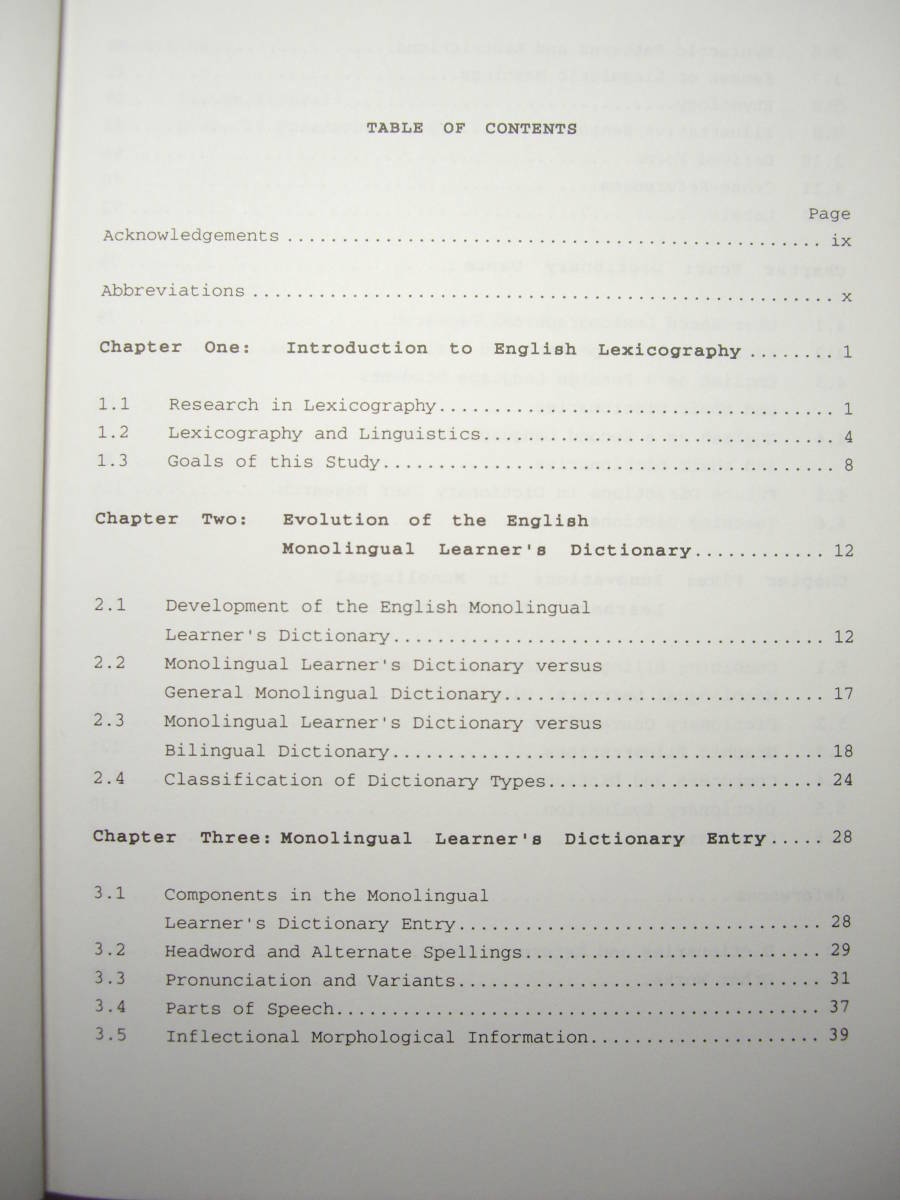 TABLE OF CONTENTS
Page
Acknowledgements .................................................. ix
Abbreviations ..................................................... x
Chapter One: Introduction to English Lexicography ........ 1
1.1 Research in Lexicography.................................... 1
1.2 Lexicography and Linguistics................................ 4
1.3 Goals of this Study......................................... 8
Chapter Two: Evolution of the English
Monolingual Learner's Dictionary............ 12
2.1 Development of the English Monolingual
Learner's Dictionary....................................... 12
2.2 Monolingual Learner's Dictionary versus
General Monolingual Dictionary............................. 17
2.3 Monolingual Learner's Dictionary versus
Bilingual Dictionary....................................... 18
2.4 Classification of Dictionary Types......................... 24
Chapter Three: Monolingual Learner's Dictionary Entry..... 28
3.1 Components in the Monolingual
Learner's Dictionary Entry................................. 28
3.2 Headword and Alternate Spellings........................... 29
3.3 Pronunciation and Variants................................. 31
3.4 Parts of Speech............................................ 37
3.5 Inflectional Morphological Information..................... 39